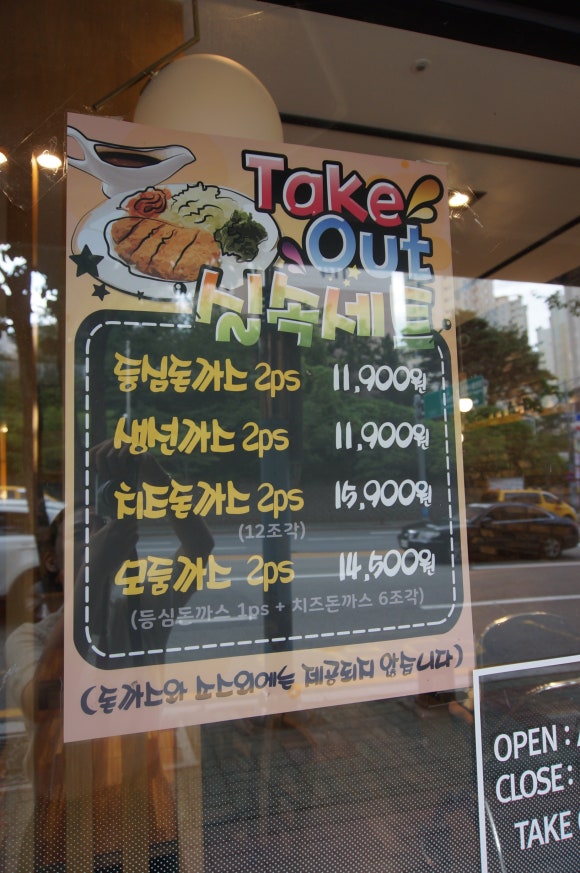 Take
Out
실속세트
등심돈까스 2ps 11,900원
생선까스 2ps 11,900원
치즈돈까스 2ps 15,900원
(12조각)
모둠까스 2ps 14,500원
(등심돈까스 1ps + 치즈돈까스 6조각)
(돈까스와 소스이외에는 제공되지 않습니다)
OPEN :
CLOSE :
TAKE